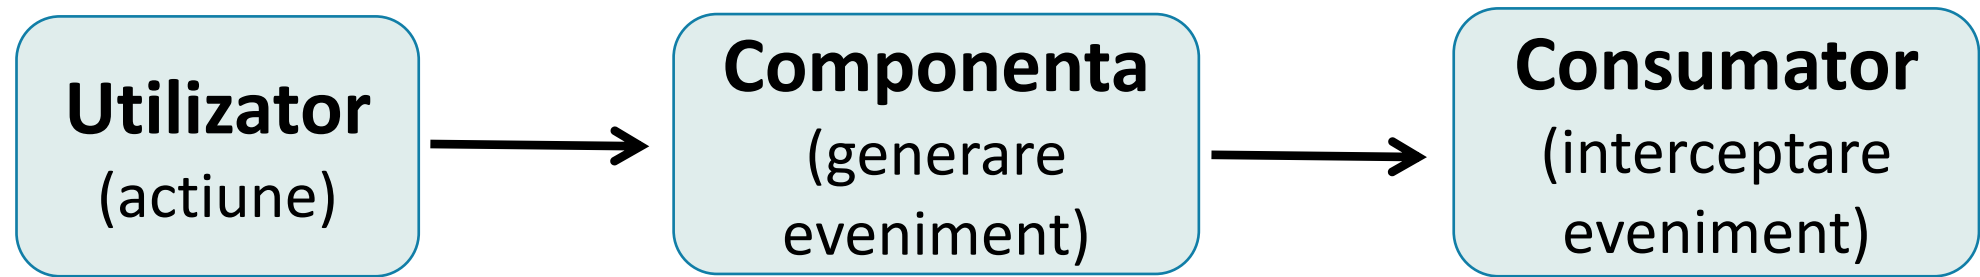 Utilizator
(actiune)
Componenta
(generare
eveniment)
Consumator
(interceptare
eveniment)